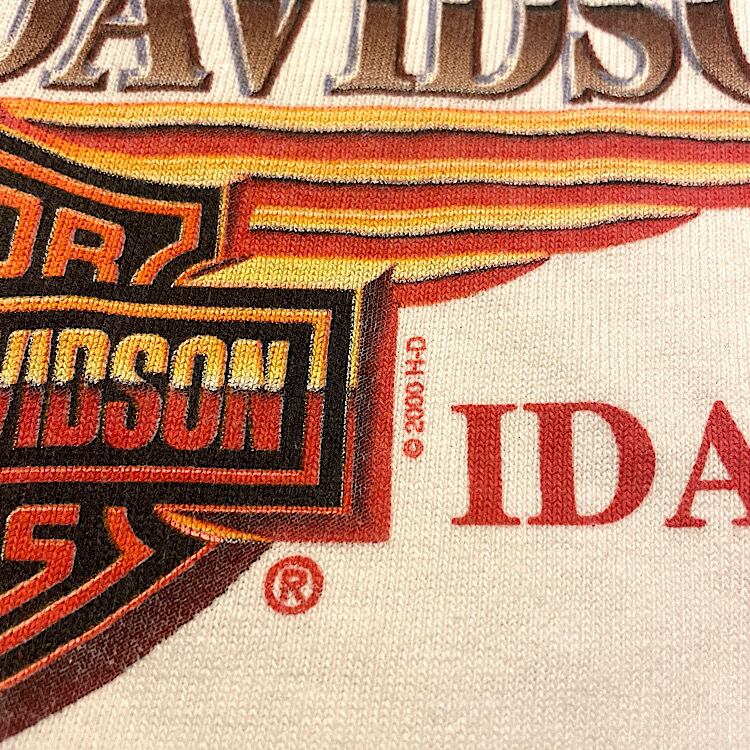 DAVIDSO
OR
VIDSON
© 2000 H-D
IDA
S
®